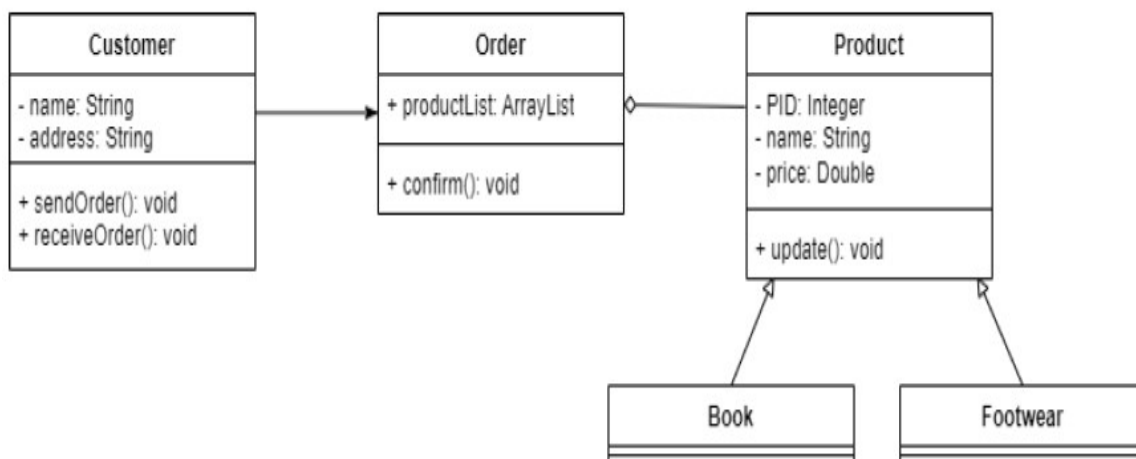 Customer
- name: String
- address: String
+ sendOrder(): void
+ receiveOrder(): void
Order
+ productList: ArrayList
+ confirm(): void
Product
- PID: Integer
- name: String
- price: Double
+ update(): void
Book
Footwear